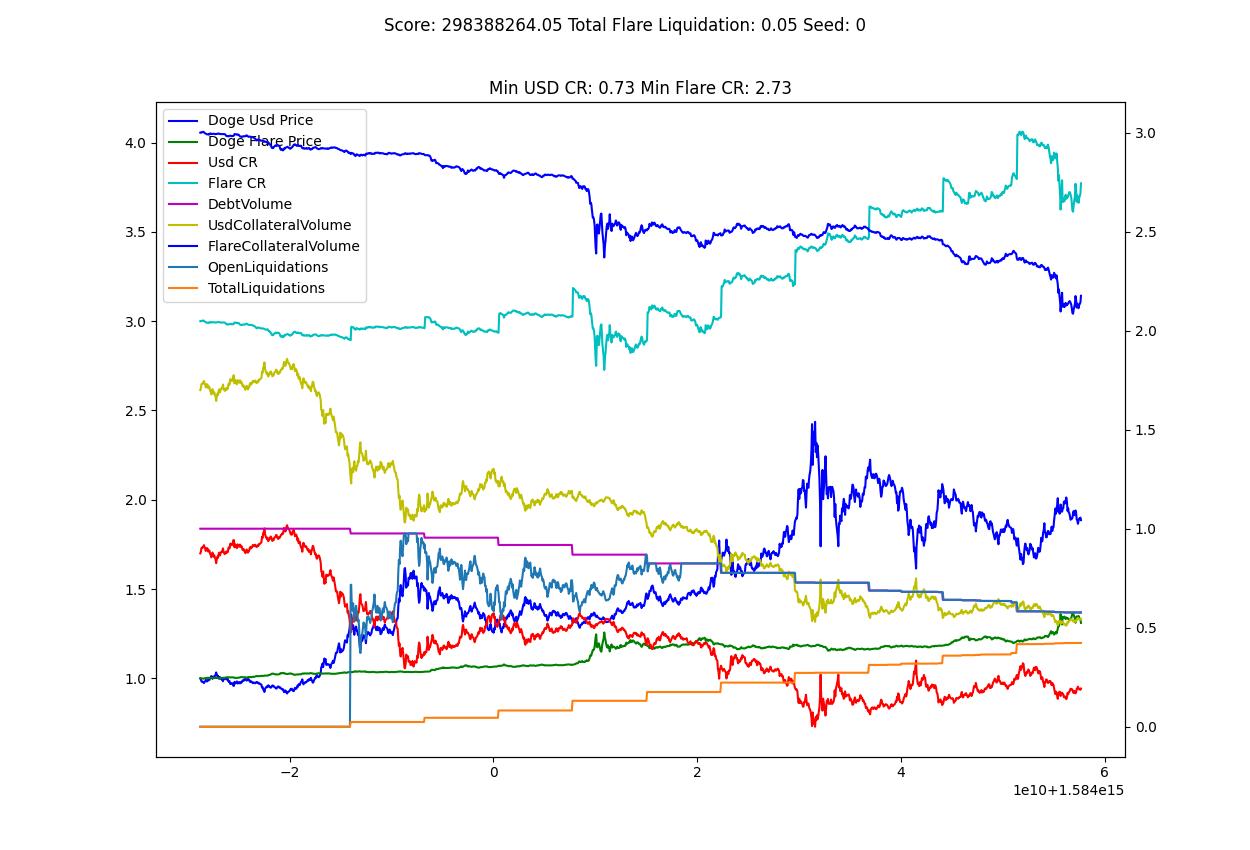 Score: 298388264.05 Total Flare Liquidation: 0.05 Seed: 0
Min USD CR: 0.73 Min Flare CR: 2.73
Doge Usd Price
Doge Flare Price
Usd CR
Flare CR
DebtVolume
UsdCollateralVolume
FlareCollateralVolume
OpenLiquidations
TotalLiquidations
4.0
3.5
3.0
2.5
2.0
1.5
1.0
3.0
2.5
2.0
1.5
1.0
0.5
0.0
−2 0 2 4 6
1e10+1.584e15